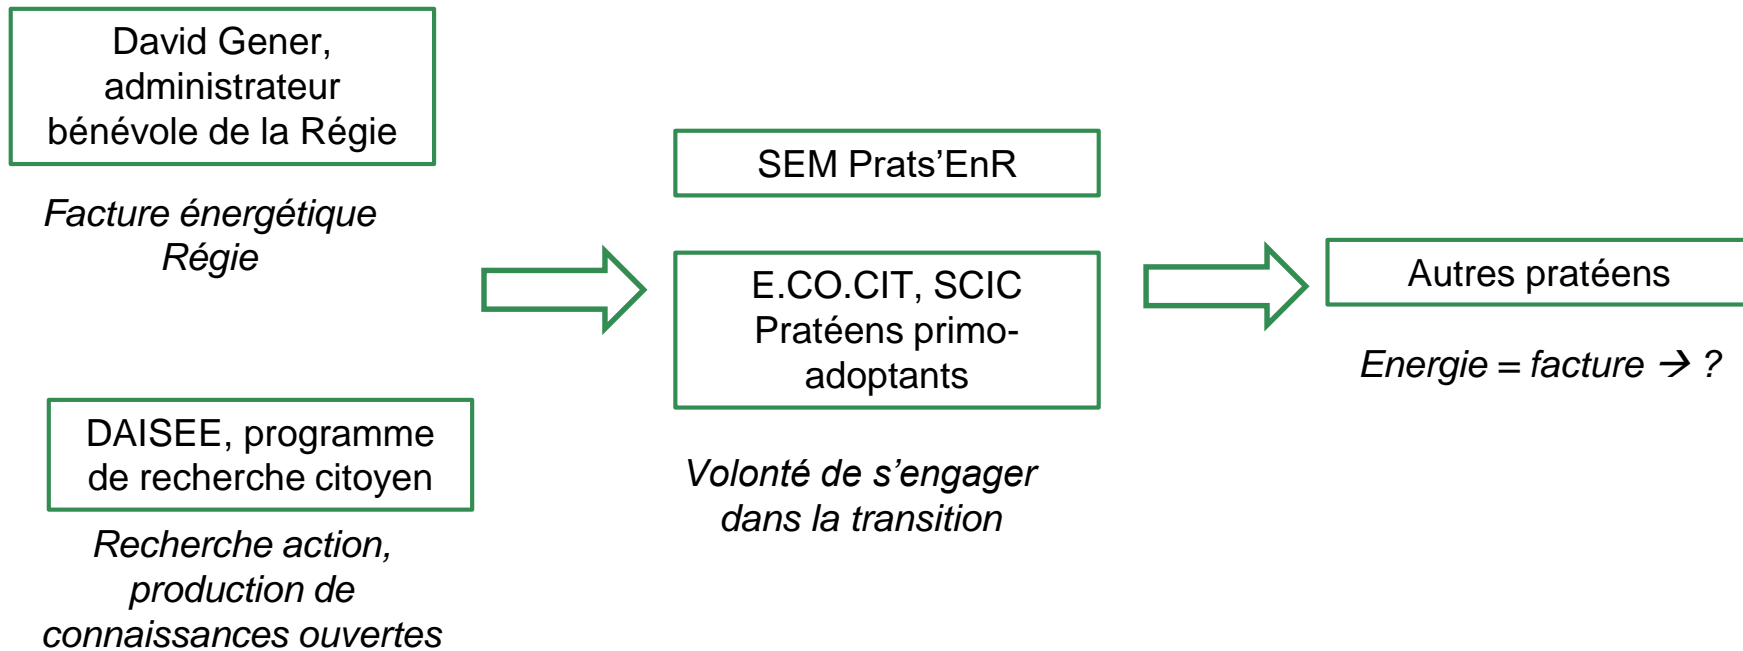 David Gener,
administrateur
bénévole de la Régie
Facture énergétique
Régie
DAISEE, programme
de recherche citoyen
Recherche action,
production de
connaissances ouvertes
SEM Prats’EnR
E.CO.CIT, SCIC
Pratéens primo-
adoptants
Volonté de s’engager
dans la transition
Autres pratéens
Energie = facture → ?